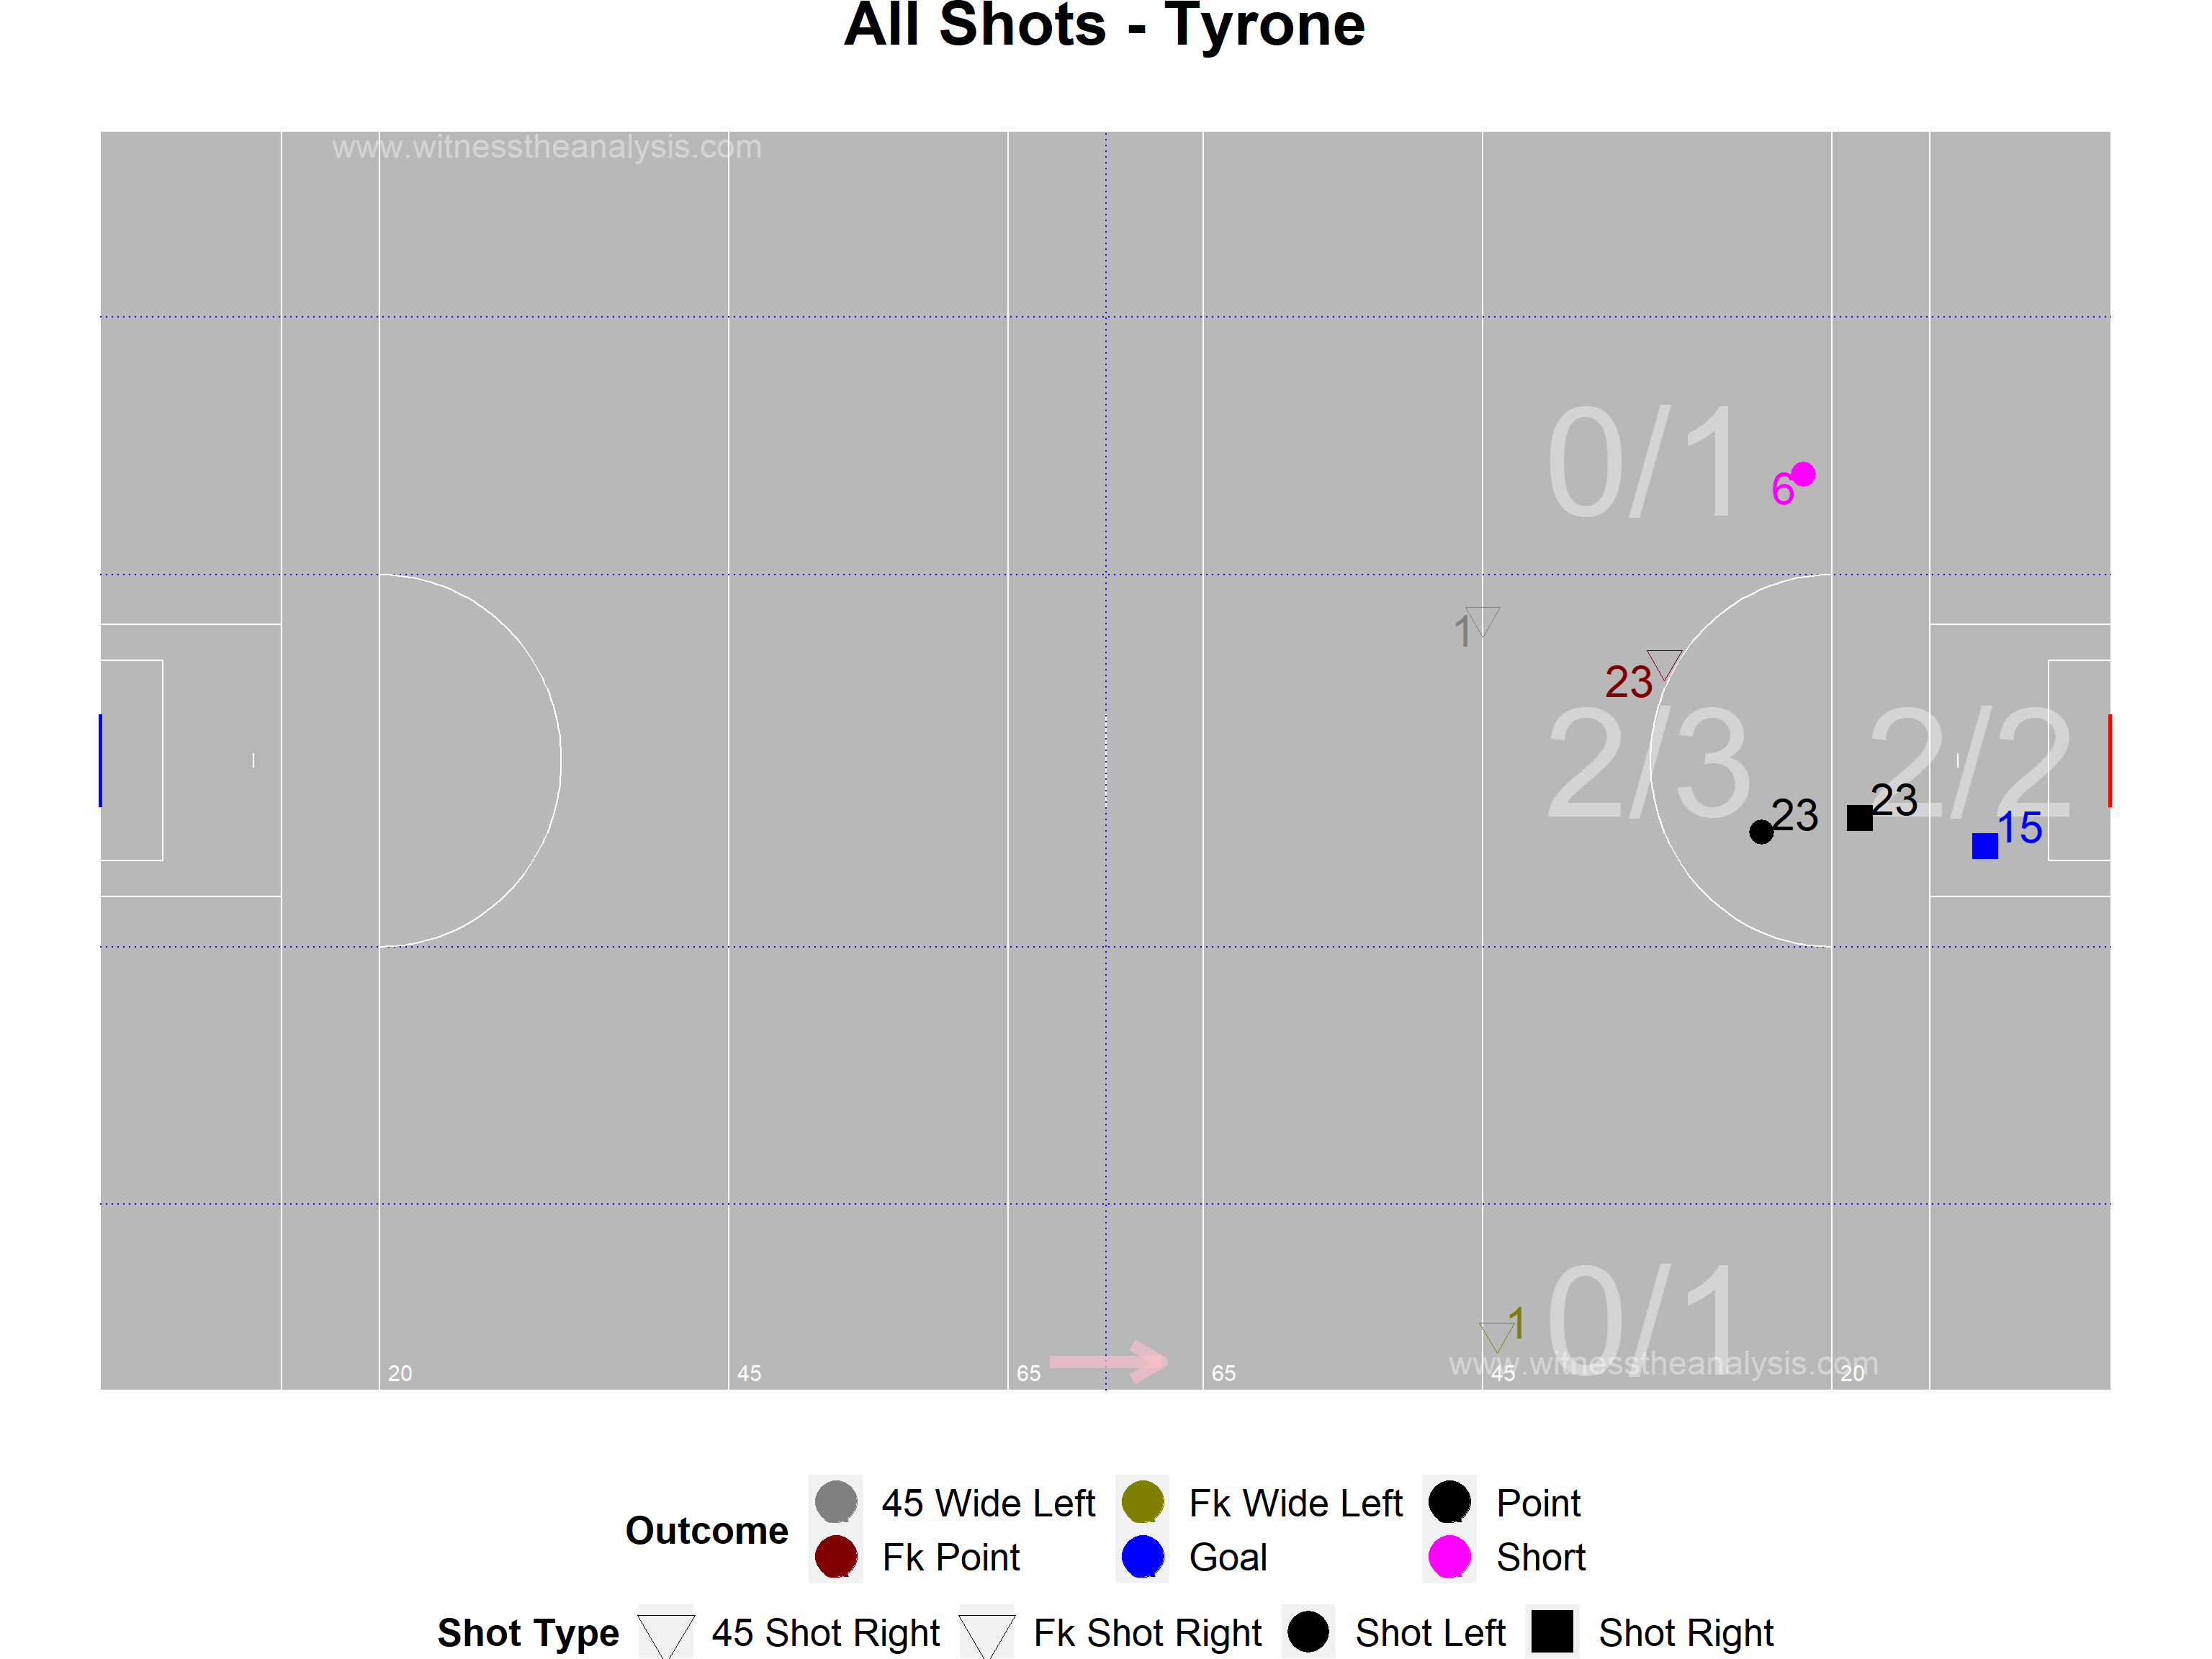 All Shots - Tyrone
www.witnesstheanalysis.com
0/1
6
1
23
2/3
2/2
23
23
15
0/1
1
www.witnesstheanalysis.com
20
45
65
65
45
20
Outcome
45 Wide Left
Fk Wide Left
Point
Fk Point
Goal
Short
Shot Type
45 Shot Right
Fk Shot Right
Shot Left
Shot Right